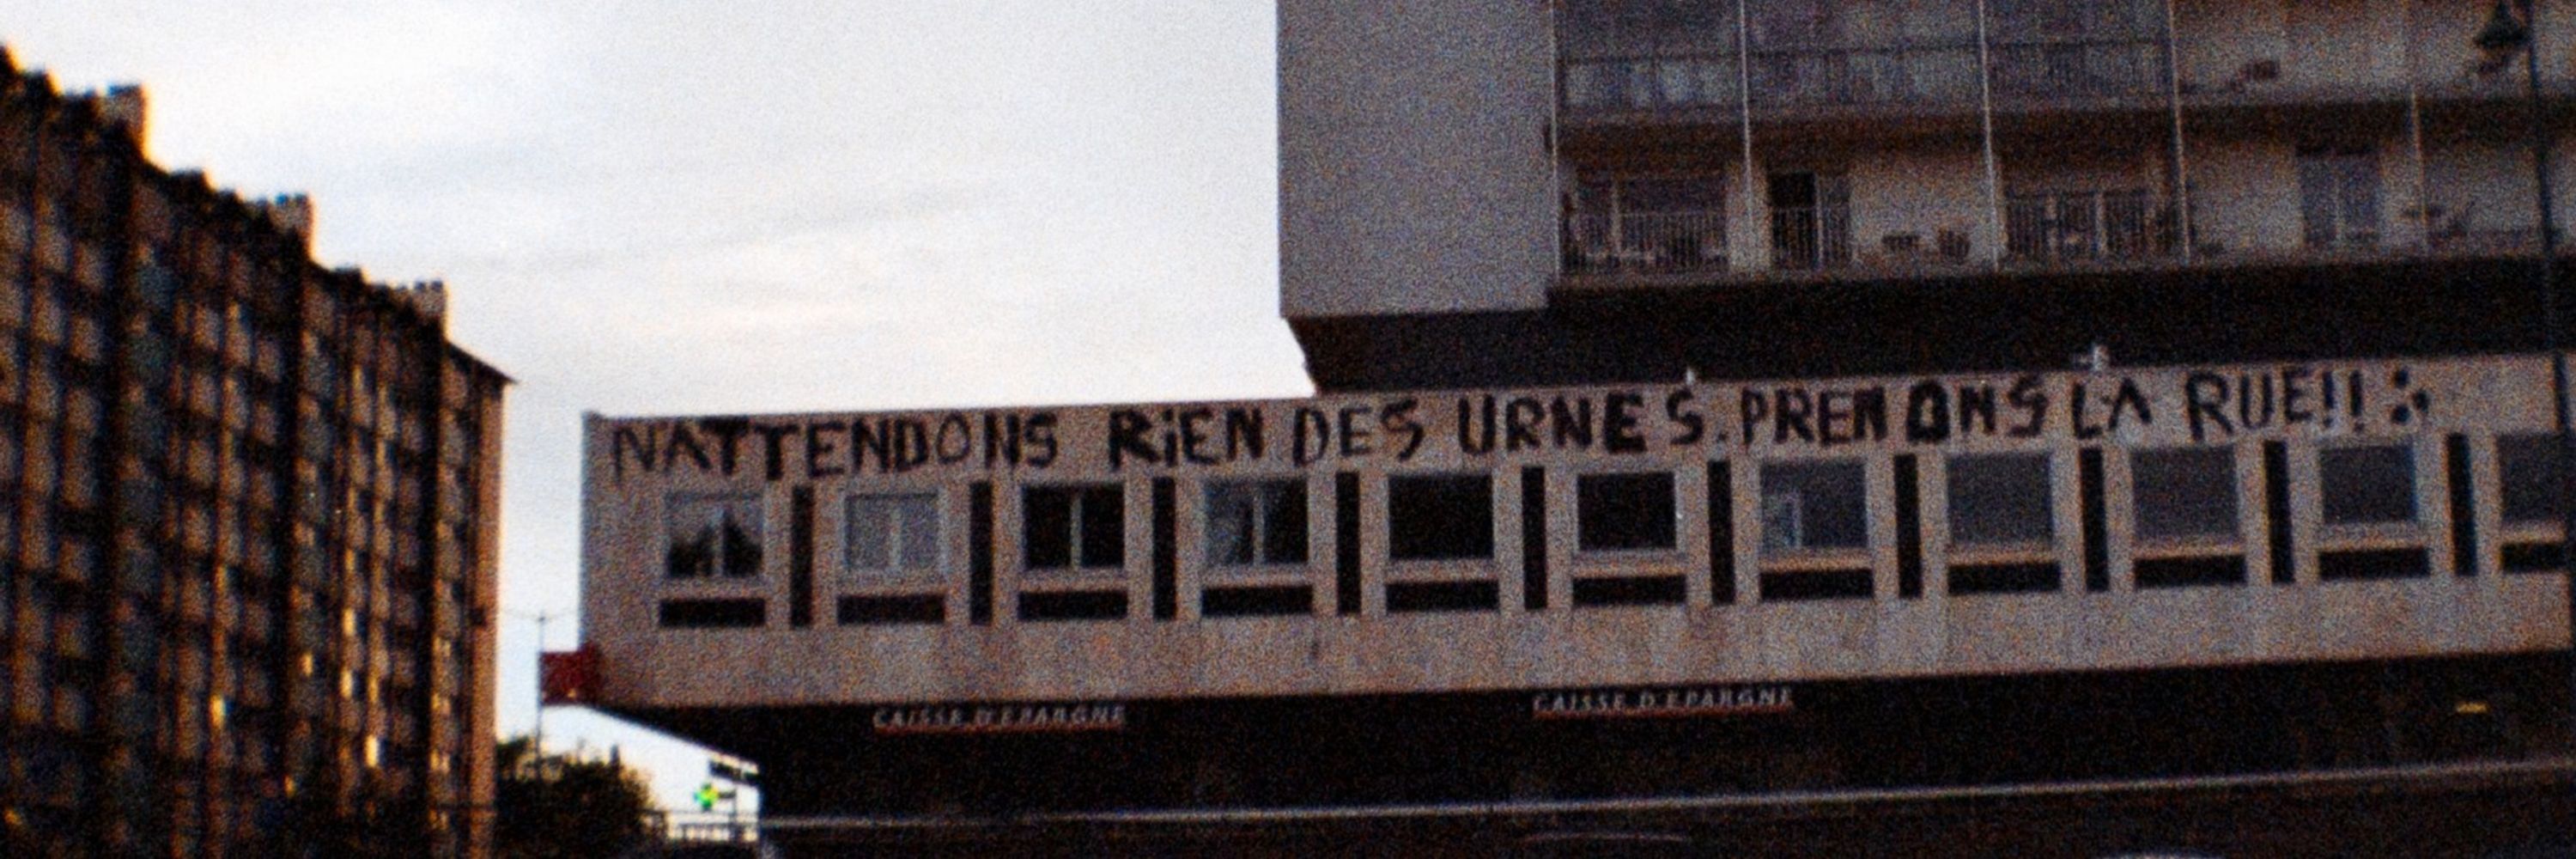 NATTENDONS RIEN DES URNES. PRENONS LA RUE!!
CAISSE D'EPARGNE
CAISSE D'EPARGNE